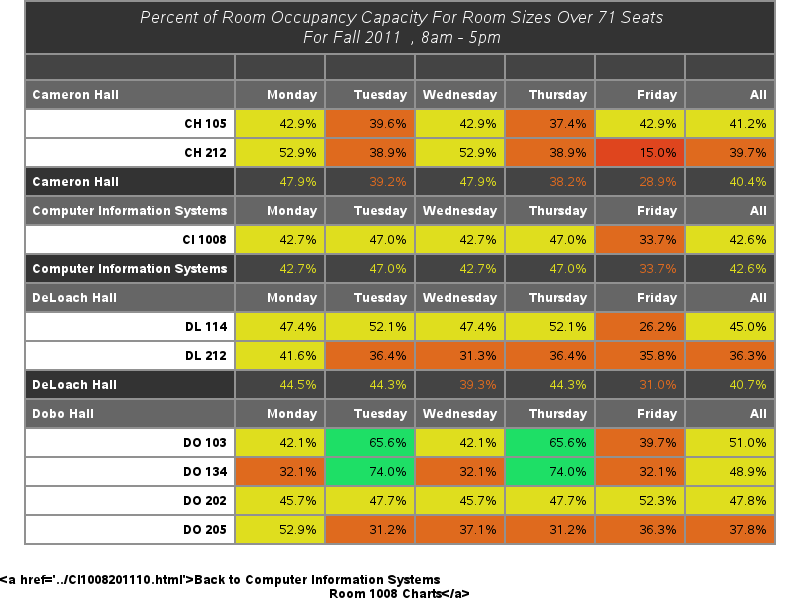 Percent of Room Occupancy Capacity For Room Sizes Over 71 Seats
For Fall 2011 , 8am - 5pm
Cameron Hall Monday Tuesday Wednesday Thursday Friday All
CH 105 42.9% 39.6% 42.9% 37.4% 42.9% 41.2%
CH 212 52.9% 38.9% 52.9% 38.9% 15.0% 39.7%
Cameron Hall 47.9% 39.2% 47.9% 38.2% 28.9% 40.4%
Computer Information Systems Monday Tuesday Wednesday Thursday Friday All
CI 1008 42.7% 47.0% 42.7% 47.0% 33.7% 42.6%
Computer Information Systems 42.7% 47.0% 42.7% 47.0% 33.7% 42.6%
DeLoach Hall Monday Tuesday Wednesday Thursday Friday All
DL 114 47.4% 52.1% 47.4% 52.1% 26.2% 45.0%
DL 212 41.6% 36.4% 31.3% 36.4% 35.8% 36.3%
DeLoach Hall 44.5% 44.3% 39.3% 44.3% 31.0% 40.7%
Dobo Hall Monday Tuesday Wednesday Thursday Friday All
DO 103 42.1% 65.6% 42.1% 65.6% 39.7% 51.0%
DO 134 32.1% 74.0% 32.1% 74.0% 32.1% 48.9%
DO 202 45.7% 47.7% 45.7% 47.7% 52.3% 47.8%
DO 205 52.9% 31.2% 37.1% 31.2% 36.3% 37.8%
&lt;a href='../CI1008201110.html'&gt;Back to Computer Information Systems
Room 1008 Charts&lt;/a&gt;